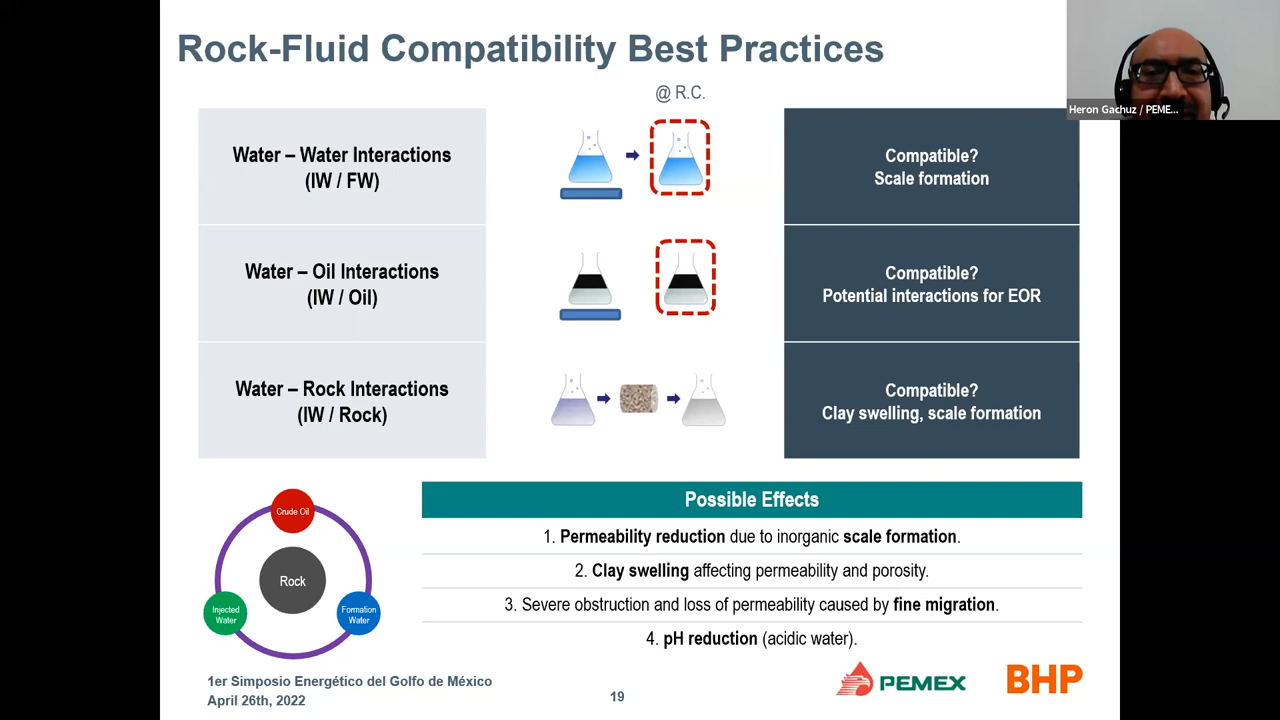 Rock-Fluid Compatibility Best Practices
@ R.C.
Heron Gachuz / PEME...
Water – Water Interactions
(IW / FW)
Compatible?
Scale formation
Water – Oil Interactions
(IW / Oil)
Compatible?
Potential interactions for EOR
Water – Rock Interactions
(IW / Rock)
Compatible?
Clay swelling, scale formation
Crude Oil
Rock
Injected
Water
Formation
Water
Possible Effects
1. Permeability reduction due to inorganic scale formation.
2. Clay swelling affecting permeability and porosity.
3. Severe obstruction and loss of permeability caused by fine migration.
4. pH reduction (acidic water).
1er Simposio Energético del Golfo de México
April 26th, 2022
19
PEMEX
BHP